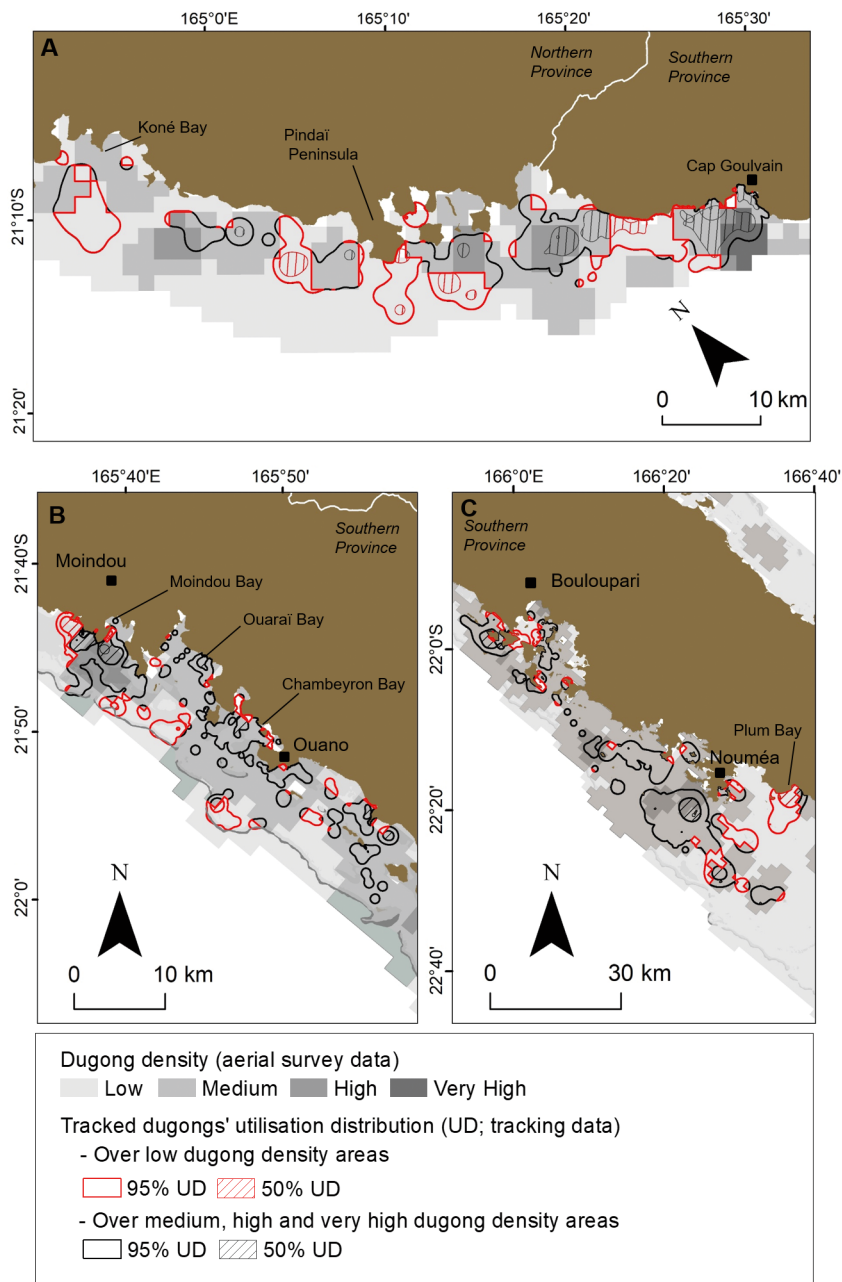 165°0'E 165°10' 165°20' 165°30'
A
Northern
Province
Southern
Province
Koné Bay
Pindaï
Peninsula
Cap Goulvain
21°10'S
N
0 10 km
21°20'
165°40'E 165°50'
B
Southern
Province
21°40'
Moindou
Moindou Bay
Ouaraï Bay
Chambeyron Bay
21°50'
Ouano
N
22°0'
0 10 km
166°0'E 166°20' 166°40'
C
Southern
Province
Bouloupari
22°0'S
Plum Bay
Nouméa
22°20'
N
22°40'
0 30 km
Dugong density (aerial survey data)
Low Medium High Very High
Tracked dugongs' utilisation distribution (UD; tracking data)
- Over low dugong density areas
95% UD 50% UD
- Over medium, high and very high dugong density areas
95% UD 50% UD